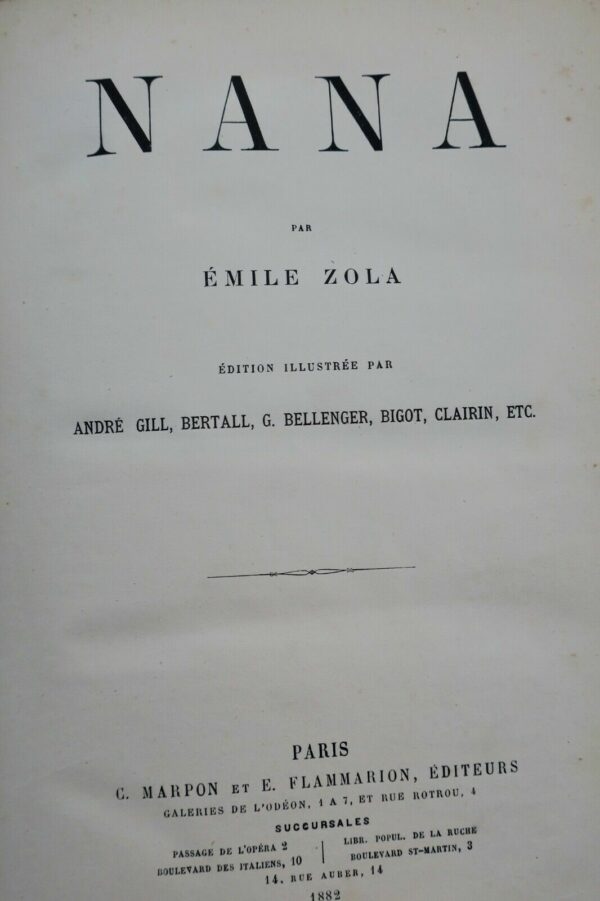 NANA
PAR
ÉMILE ZOLA
ÉDITION ILLUSTRÉE PAR
ANDRÉ GILL, BERTALL, G. BELLENGER, BIGOT, CLAIRIN, ETC.
PARIS
C. MARPON ET E. FLAMMARION, ÉDITEURS
GALERIES DE L'ODÉON, 1 A 7, ET RUE ROTROU, 4
SUCCURSALES
PASSAGE DE L'OPÉRA 2
BOULEVARD DES ITALIENS, 10
LIBR. POPUL. DE LA RUCHE
BOULEVARD ST-MARTIN, 3
14, RUE AUBER, 14
1882